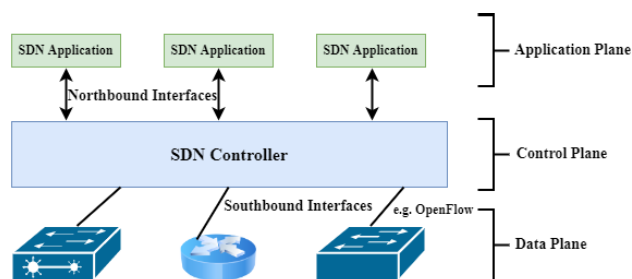 SDN Application
SDN Application
SDN Application
Application Plane
Northbound Interfaces
SDN Controller
Control Plane
Southbound Interfaces
e.g. OpenFlow
Data Plane